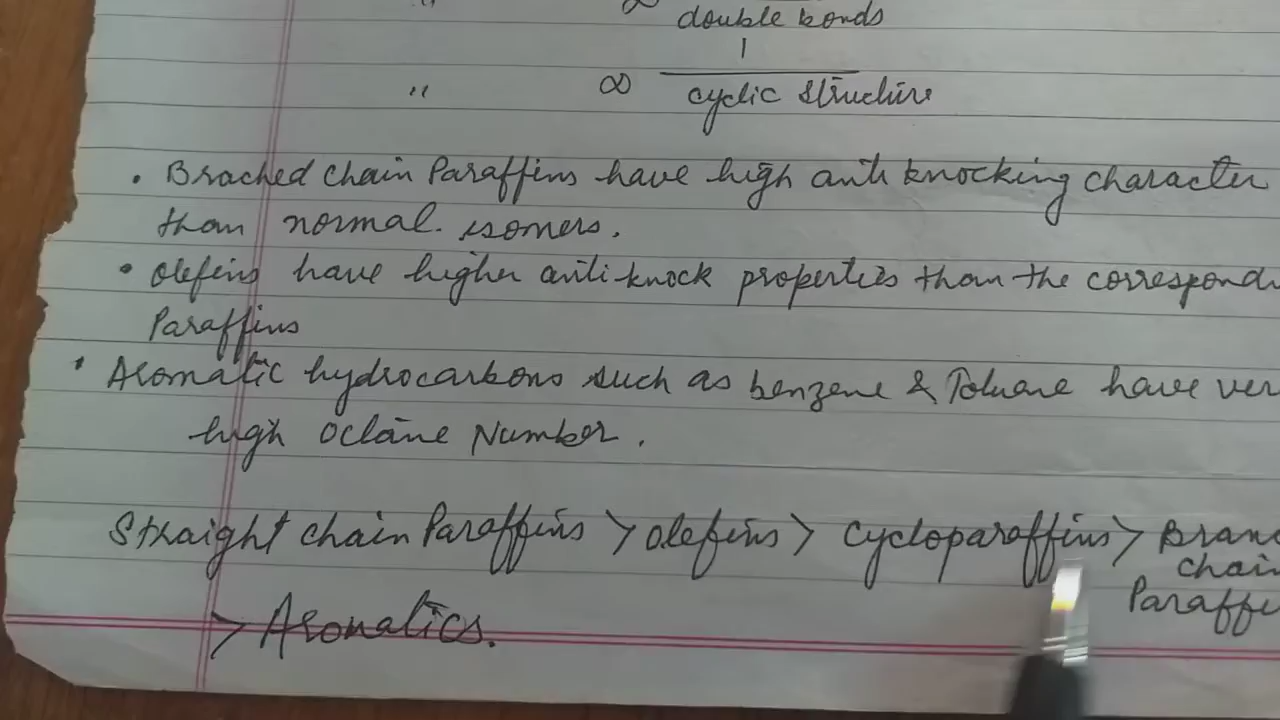 " ∝
double bonds
1
" ∝ cyclic structure
• Brached chain Paraffins have high anti knocking character
than normal isomers.
• Olefins have higher anti-knock properties than the correspondi
Paraffins
• Aromatic hydrocarbons such as benzene & Toluene have ver
high octane Number.
Straight chain Paraffins > olefins > Cycloparaffins > Bran
chain
Paraffi
> Aromatics.